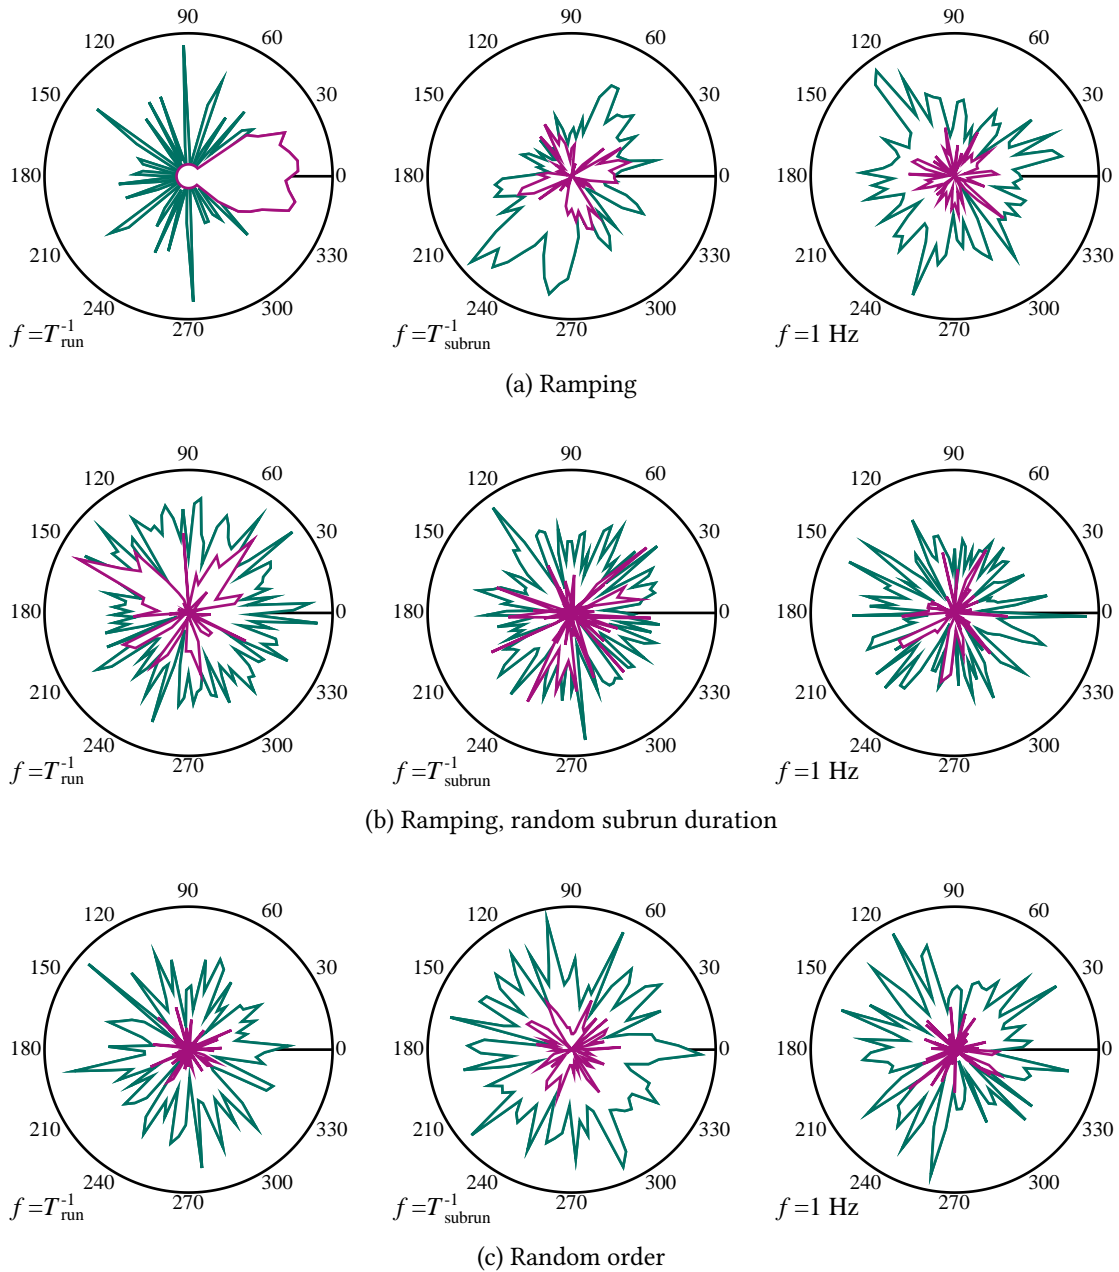 90 90 90
120 60 120 60 120 60
150 30 150 30 150 30
180 0 180 0 180 0
210 330 210 330 210 330
240 300 240 300 240 300
270 270 270
f =T-1run f =T-1subrun f =1 Hz
(a) Ramping
90 90 90
120 60 120 60 120 60
150 30 150 30 150 30
180 0 180 0 180 0
210 330 210 330 210 330
240 300 240 300 240 300
270 270 270
f =T-1run f =T-1subrun f =1 Hz
(b) Ramping, random subrun duration
90 90 90
120 60 120 60 120 60
150 30 150 30 150 30
180 0 180 0 180 0
210 330 210 330 210 330
240 300 240 300 240 300
270 270 270
f =T-1run f =T-1subrun f =1 Hz
(c) Random order